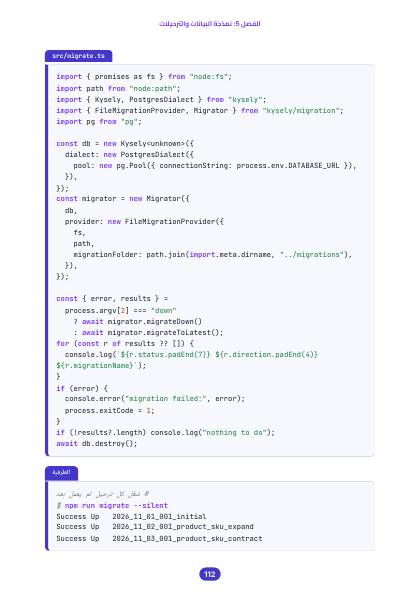 الفصل 5: نمذجة البيانات والترحيلات
src/migrate.ts
import { promises as fs } from "node:fs";
import path from "node:path";
import { Kysely, PostgresDialect } from "kysely";
import { FileMigrationProvider, Migrator } from "kysely/migration";
import pg from "pg";
const db = new Kysely<unknown>({
  dialect: new PostgresDialect({
    pool: new pg.Pool({ connectionString: process.env.DATABASE_URL }),
  }),
});
const migrator = new Migrator({
  db,
  provider: new FileMigrationProvider({
    fs,
    path,
    migrationFolder: path.join(import.meta.dirname, "../migrations"),
  }),
});
const { error, results } =
  process.argv[2] === "down"
    ? await migrator.migrateDown()
    : await migrator.migrateToLatest();
for (const r of results ?? []) {
  console.log(`${r.status.padEnd(7)} ${r.direction.padEnd(4)}
${r.migrationName}`);
}
if (error) {
  console.error("migration failed:", error);
  process.exitCode = 1;
}
if (!results?.length) console.log("nothing to do");
await db.destroy();
الطرفية
# شغّل كل ترحيل لم يعمل بعد
$ npm run migrate --silent
Success Up   2026_11_01_001_initial
Success Up   2026_11_02_001_product_sku_expand
Success Up   2026_11_03_001_product_sku_contract
112